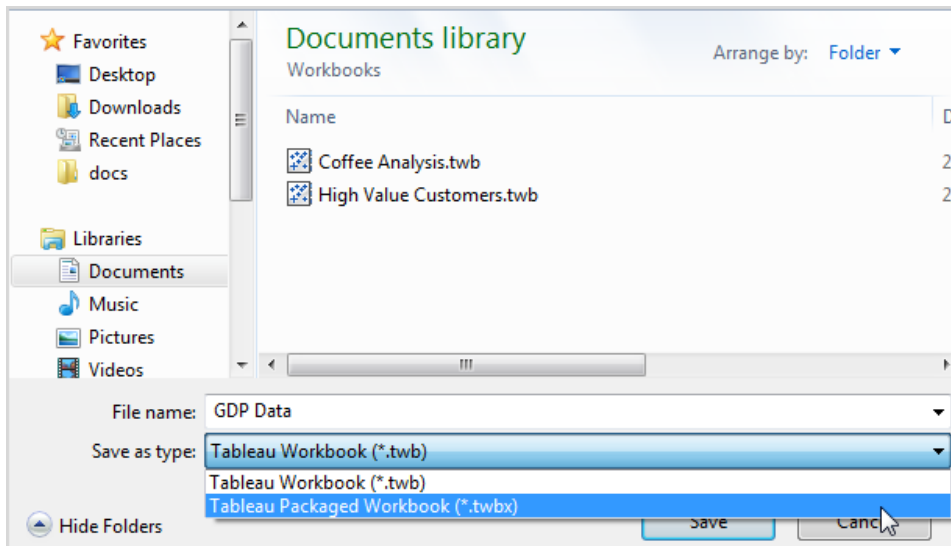 Favorites
Desktop
Downloads
Recent Places
docs
Libraries
Documents
Music
Pictures
Videos
Documents library
Workbooks
Arrange by: Folder
Name
Coffee Analysis.twb
High Value Customers.twb
File name: GDP Data
Save as type: Tableau Workbook (*.twb)
Tableau Workbook (*.twb)
Tableau Packaged Workbook (*.twbx)
Hide Folders
Save